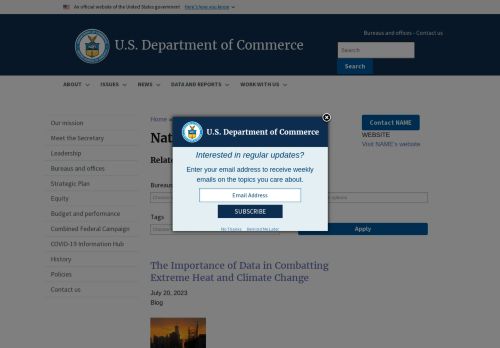 An official website of the United States government Here's how you know
Bureaus and offices - Contact us
U.S. Department of Commerce
Search
Search
ABOUT ISSUES NEWS DATA AND REPORTS WORK WITH US
Our mission
Meet the Secretary
Leadership
Bureaus and offices
Strategic Plan
Equity
Budget and performance
Combined Federal Campaign
COVID-19 Information Hub
History
Policies
Contact us
Home
Nat
Relate
Bureau
Tags
U.S. Department of Commerce
Interested in regular updates?
Enter your email address to receive weekly
emails on the topics you care about.
Email Address
SUBSCRIBE
No Thanks Remind Me Later
Contact NAME
WEBSITE
Visit NAME's website
Apply
The Importance of Data in Combatting
Extreme Heat and Climate Change
July 20, 2023
Blog